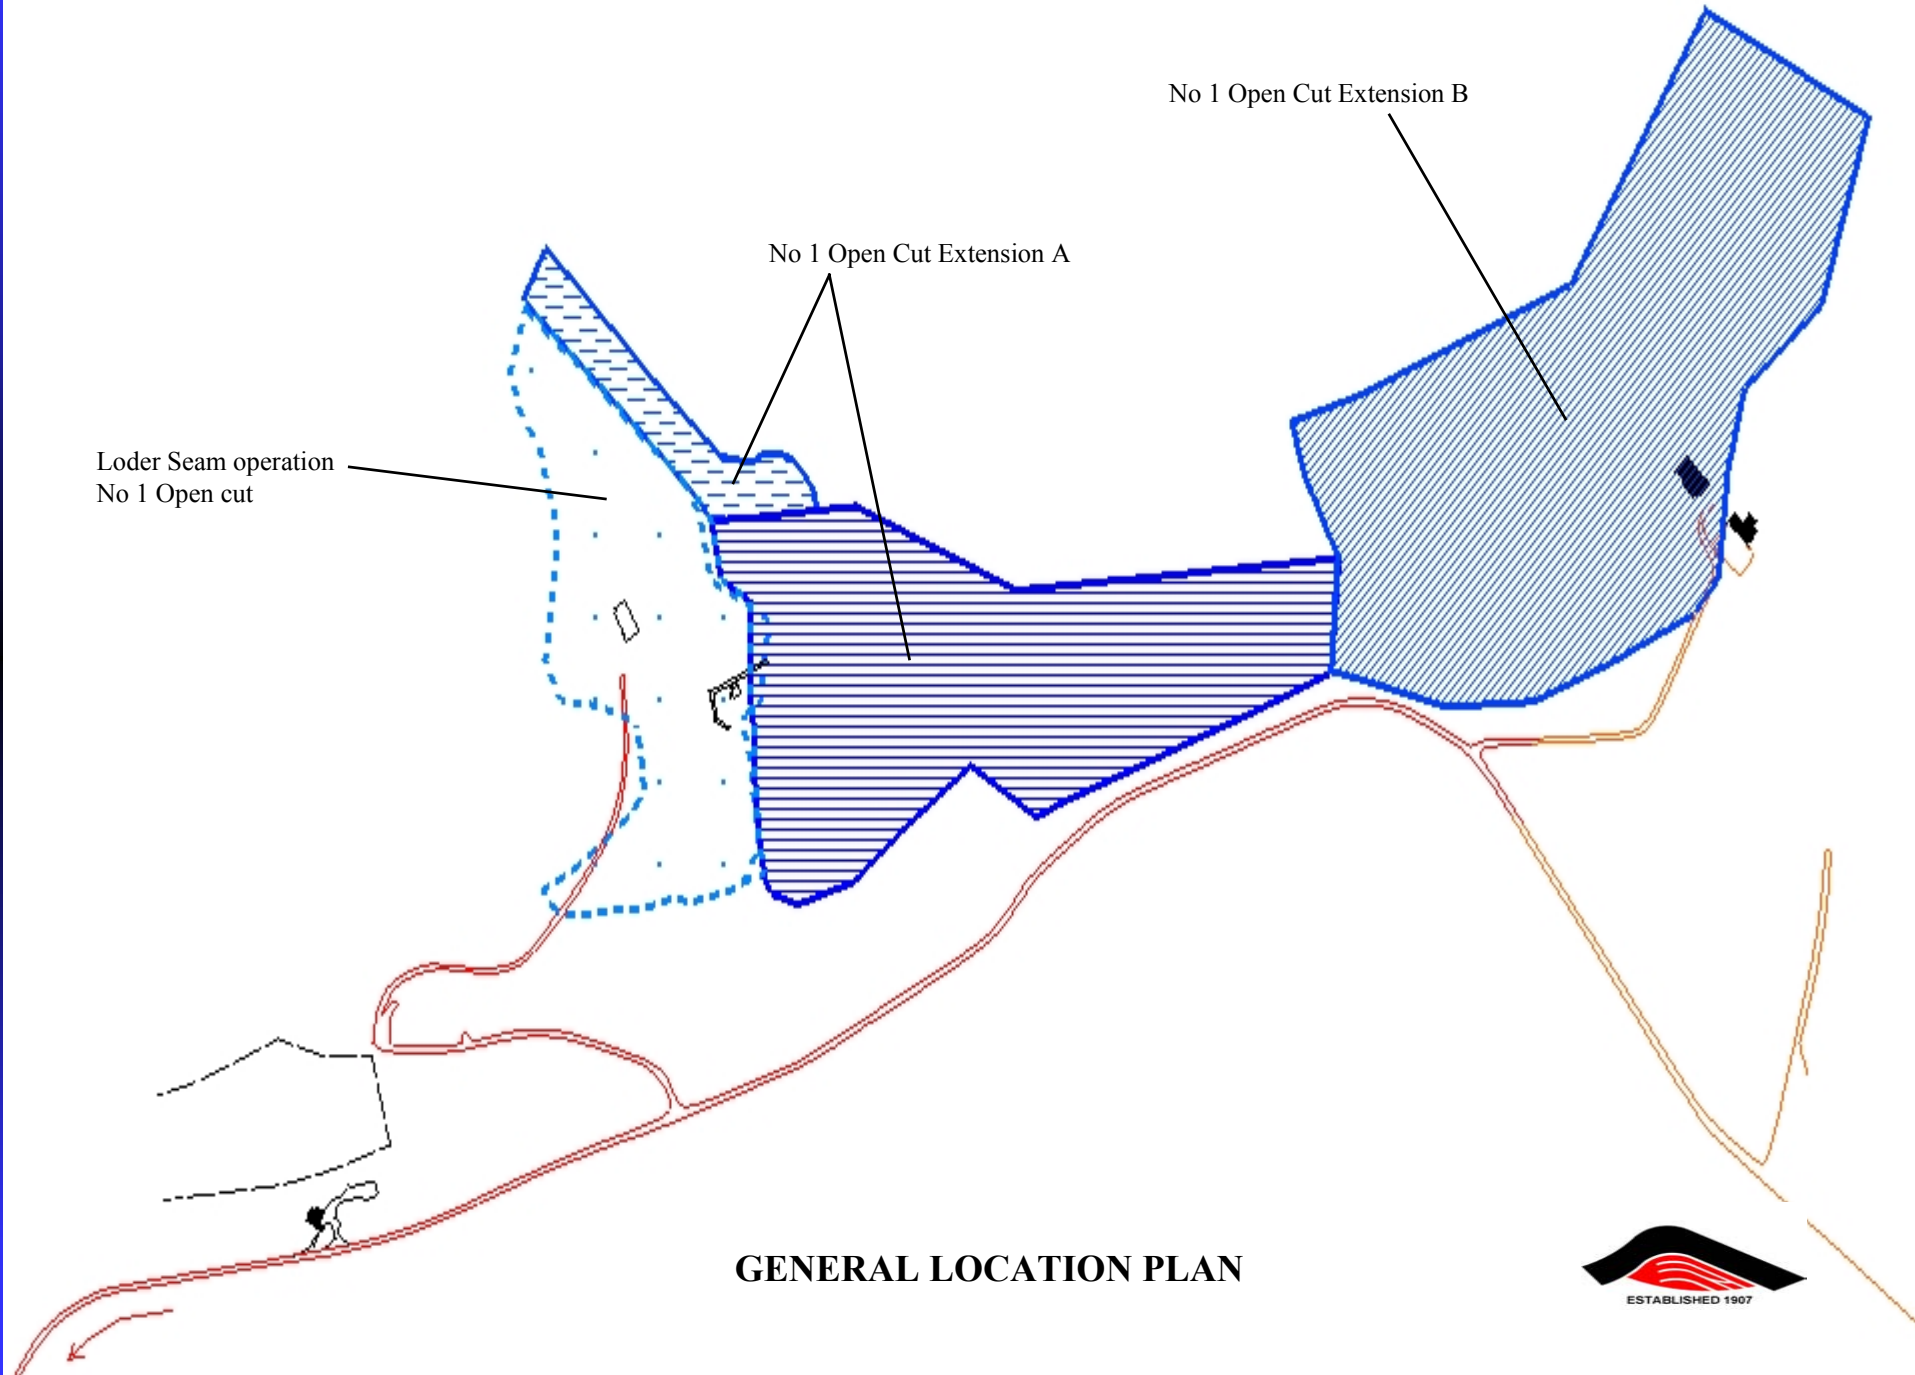 No 1 Open Cut Extension B
No 1 Open Cut Extension A
Loder Seam operation
No 1 Open cut
GENERAL LOCATION PLAN
ESTABLISHED 1907